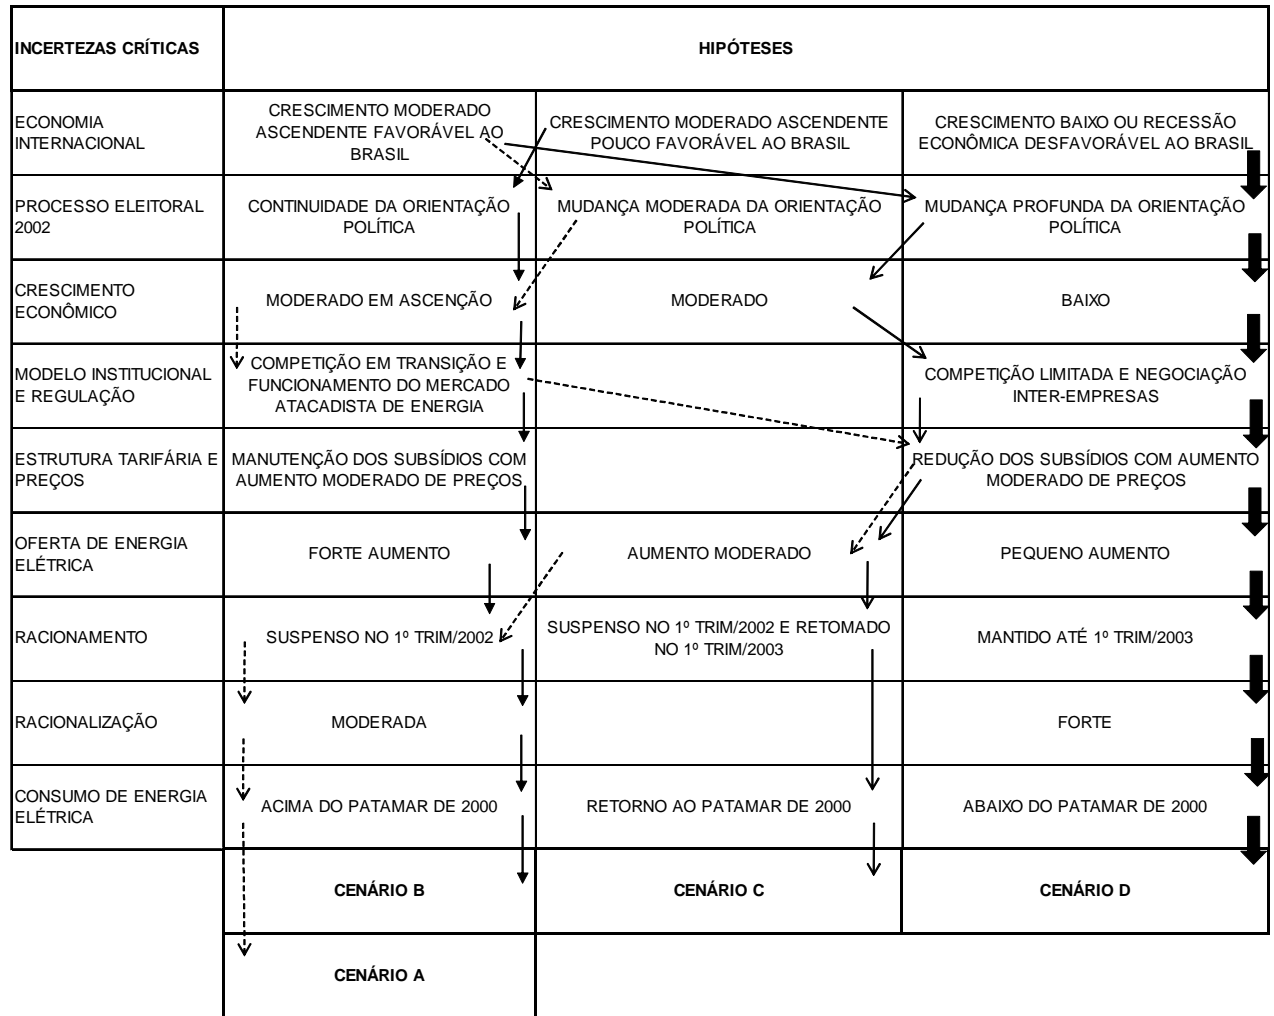 INCERTEZAS CRÍTICAS
HIPÓTESES
ECONOMIA
INTERNACIONAL
CRESCIMENTO MODERADO
ASCENDENTE FAVORÁVEL AO
BRASIL
CRESCIMENTO MODERADO ASCENDENTE
POUCO FAVORÁVEL AO BRASIL
CRESCIMENTO BAIXO OU RECESSÃO
ECONÔMICA DESFAVORÁVEL AO BRASIL
PROCESSO ELEITORAL
2002
CONTINUIDADE DA ORIENTAÇÃO
POLÍTICA
MUDANÇA MODERADA DA ORIENTAÇÃO
POLÍTICA
MUDANÇA PROFUNDA DA ORIENTAÇÃO
POLÍTICA
CRESCIMENTO
ECONÔMICO
MODERADO EM ASCENÇÃO
MODERADO
BAIXO
MODELO INSTITUCIONAL
E REGULAÇÃO
COMPETIÇÃO EM TRANSIÇÃO E
FUNCIONAMENTO DO MERCADO
ATACADISTA DE ENERGIA
COMPETIÇÃO LIMITADA E NEGOCIAÇÃO
INTER-EMPRESAS
ESTRUTURA TARIFÁRIA E
PREÇOS
MANUTENÇÃO DOS SUBSÍDIOS COM
AUMENTO MODERADO DE PREÇOS
REDUÇÃO DOS SUBSÍDIOS COM AUMENTO
MODERADO DE PREÇOS
OFERTA DE ENERGIA
ELÉTRICA
FORTE AUMENTO
AUMENTO MODERADO
PEQUENO AUMENTO
RACIONAMENTO
SUSPENSO NO 1º TRIM/2002
SUSPENSO NO 1º TRIM/2002 E RETOMADO
NO 1º TRIM/2003
MANTIDO ATÉ 1º TRIM/2003
RACIONALIZAÇÃO
MODERADA
FORTE
CONSUMO DE ENERGIA
ELÉTRICA
ACIMA DO PATAMAR DE 2000
RETORNO AO PATAMAR DE 2000
ABAIXO DO PATAMAR DE 2000
CENÁRIO B
CENÁRIO C
CENÁRIO D
CENÁRIO A